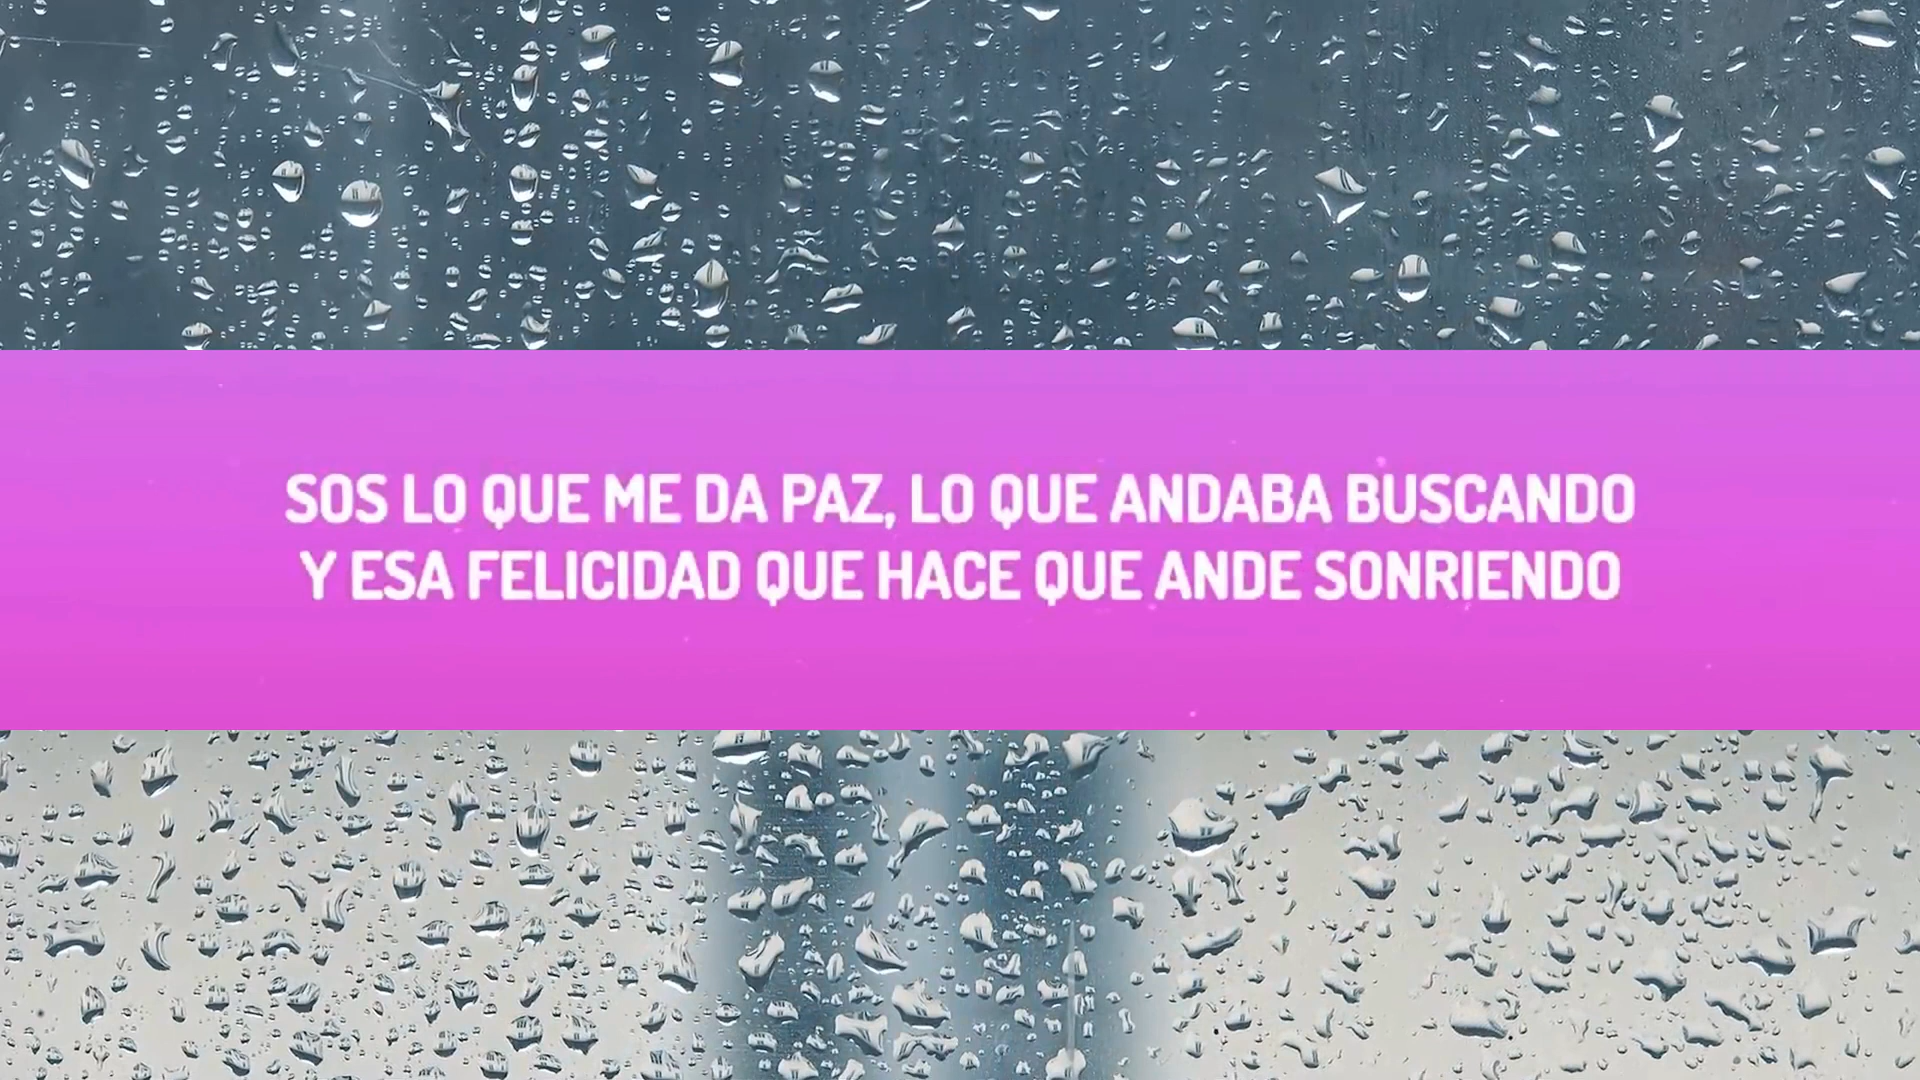 SOS LO QUE ME DA PAZ, LO QUE ANDABA BUSCANDO
Y ESA FELICIDAD QUE HACE QUE ANDE SONRIENDO